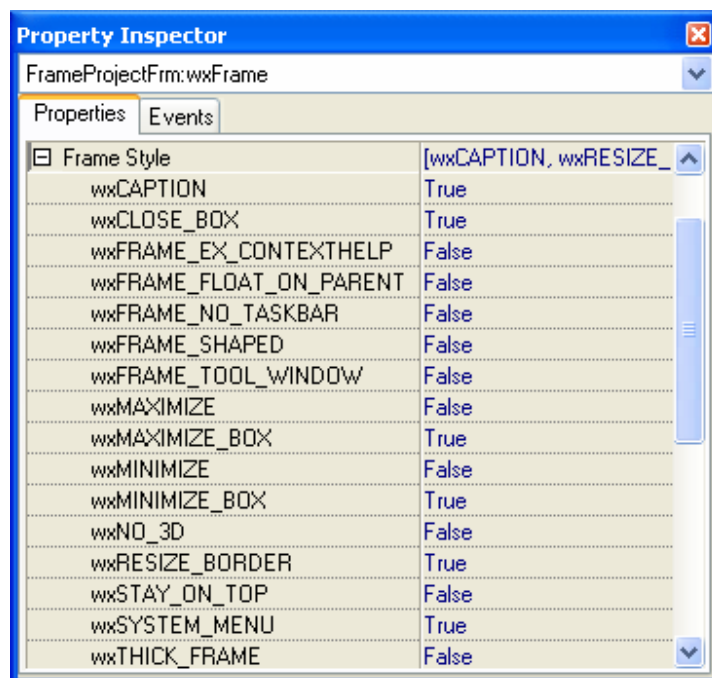 Property Inspector
FrameProjectFrm:wxFrame
Properties Events
Frame Style [wxCAPTION, wxRESIZE_
wxCAPTION True
wxCLOSE_BOX True
wxFRAME_EX_CONTEXTHELP False
wxFRAME_FLOAT_ON_PARENT False
wxFRAME_NO_TASKBAR False
wxFRAME_SHAPED False
wxFRAME_TOOL_WINDOW False
wxMAXIMIZE False
wxMAXIMIZE_BOX True
wxMINIMIZE False
wxMINIMIZE_BOX True
wxNO_3D False
wxRESIZE_BORDER True
wxSTAY_ON_TOP False
wxSYSTEM_MENU True
wxTHICK_FRAME False